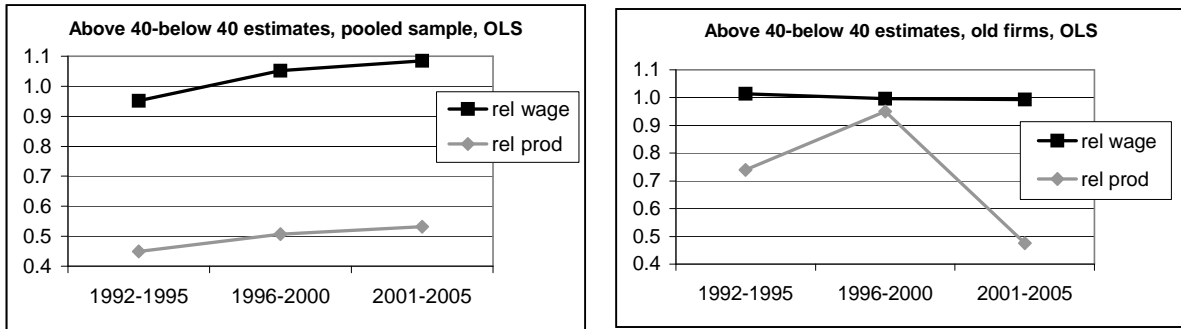 Above 40-below 40 estimates, pooled sample, OLS
1.1
1.0
0.9
0.8
0.7
0.6
0.5
0.4
rel wage
rel prod
1992-1995 1996-2000 2001-2005
Above 40-below 40 estimates, old firms, OLS
1.1
1.0
0.9
0.8
0.7
0.6
0.5
0.4
rel wage
rel prod
1992-1995 1996-2000 2001-2005